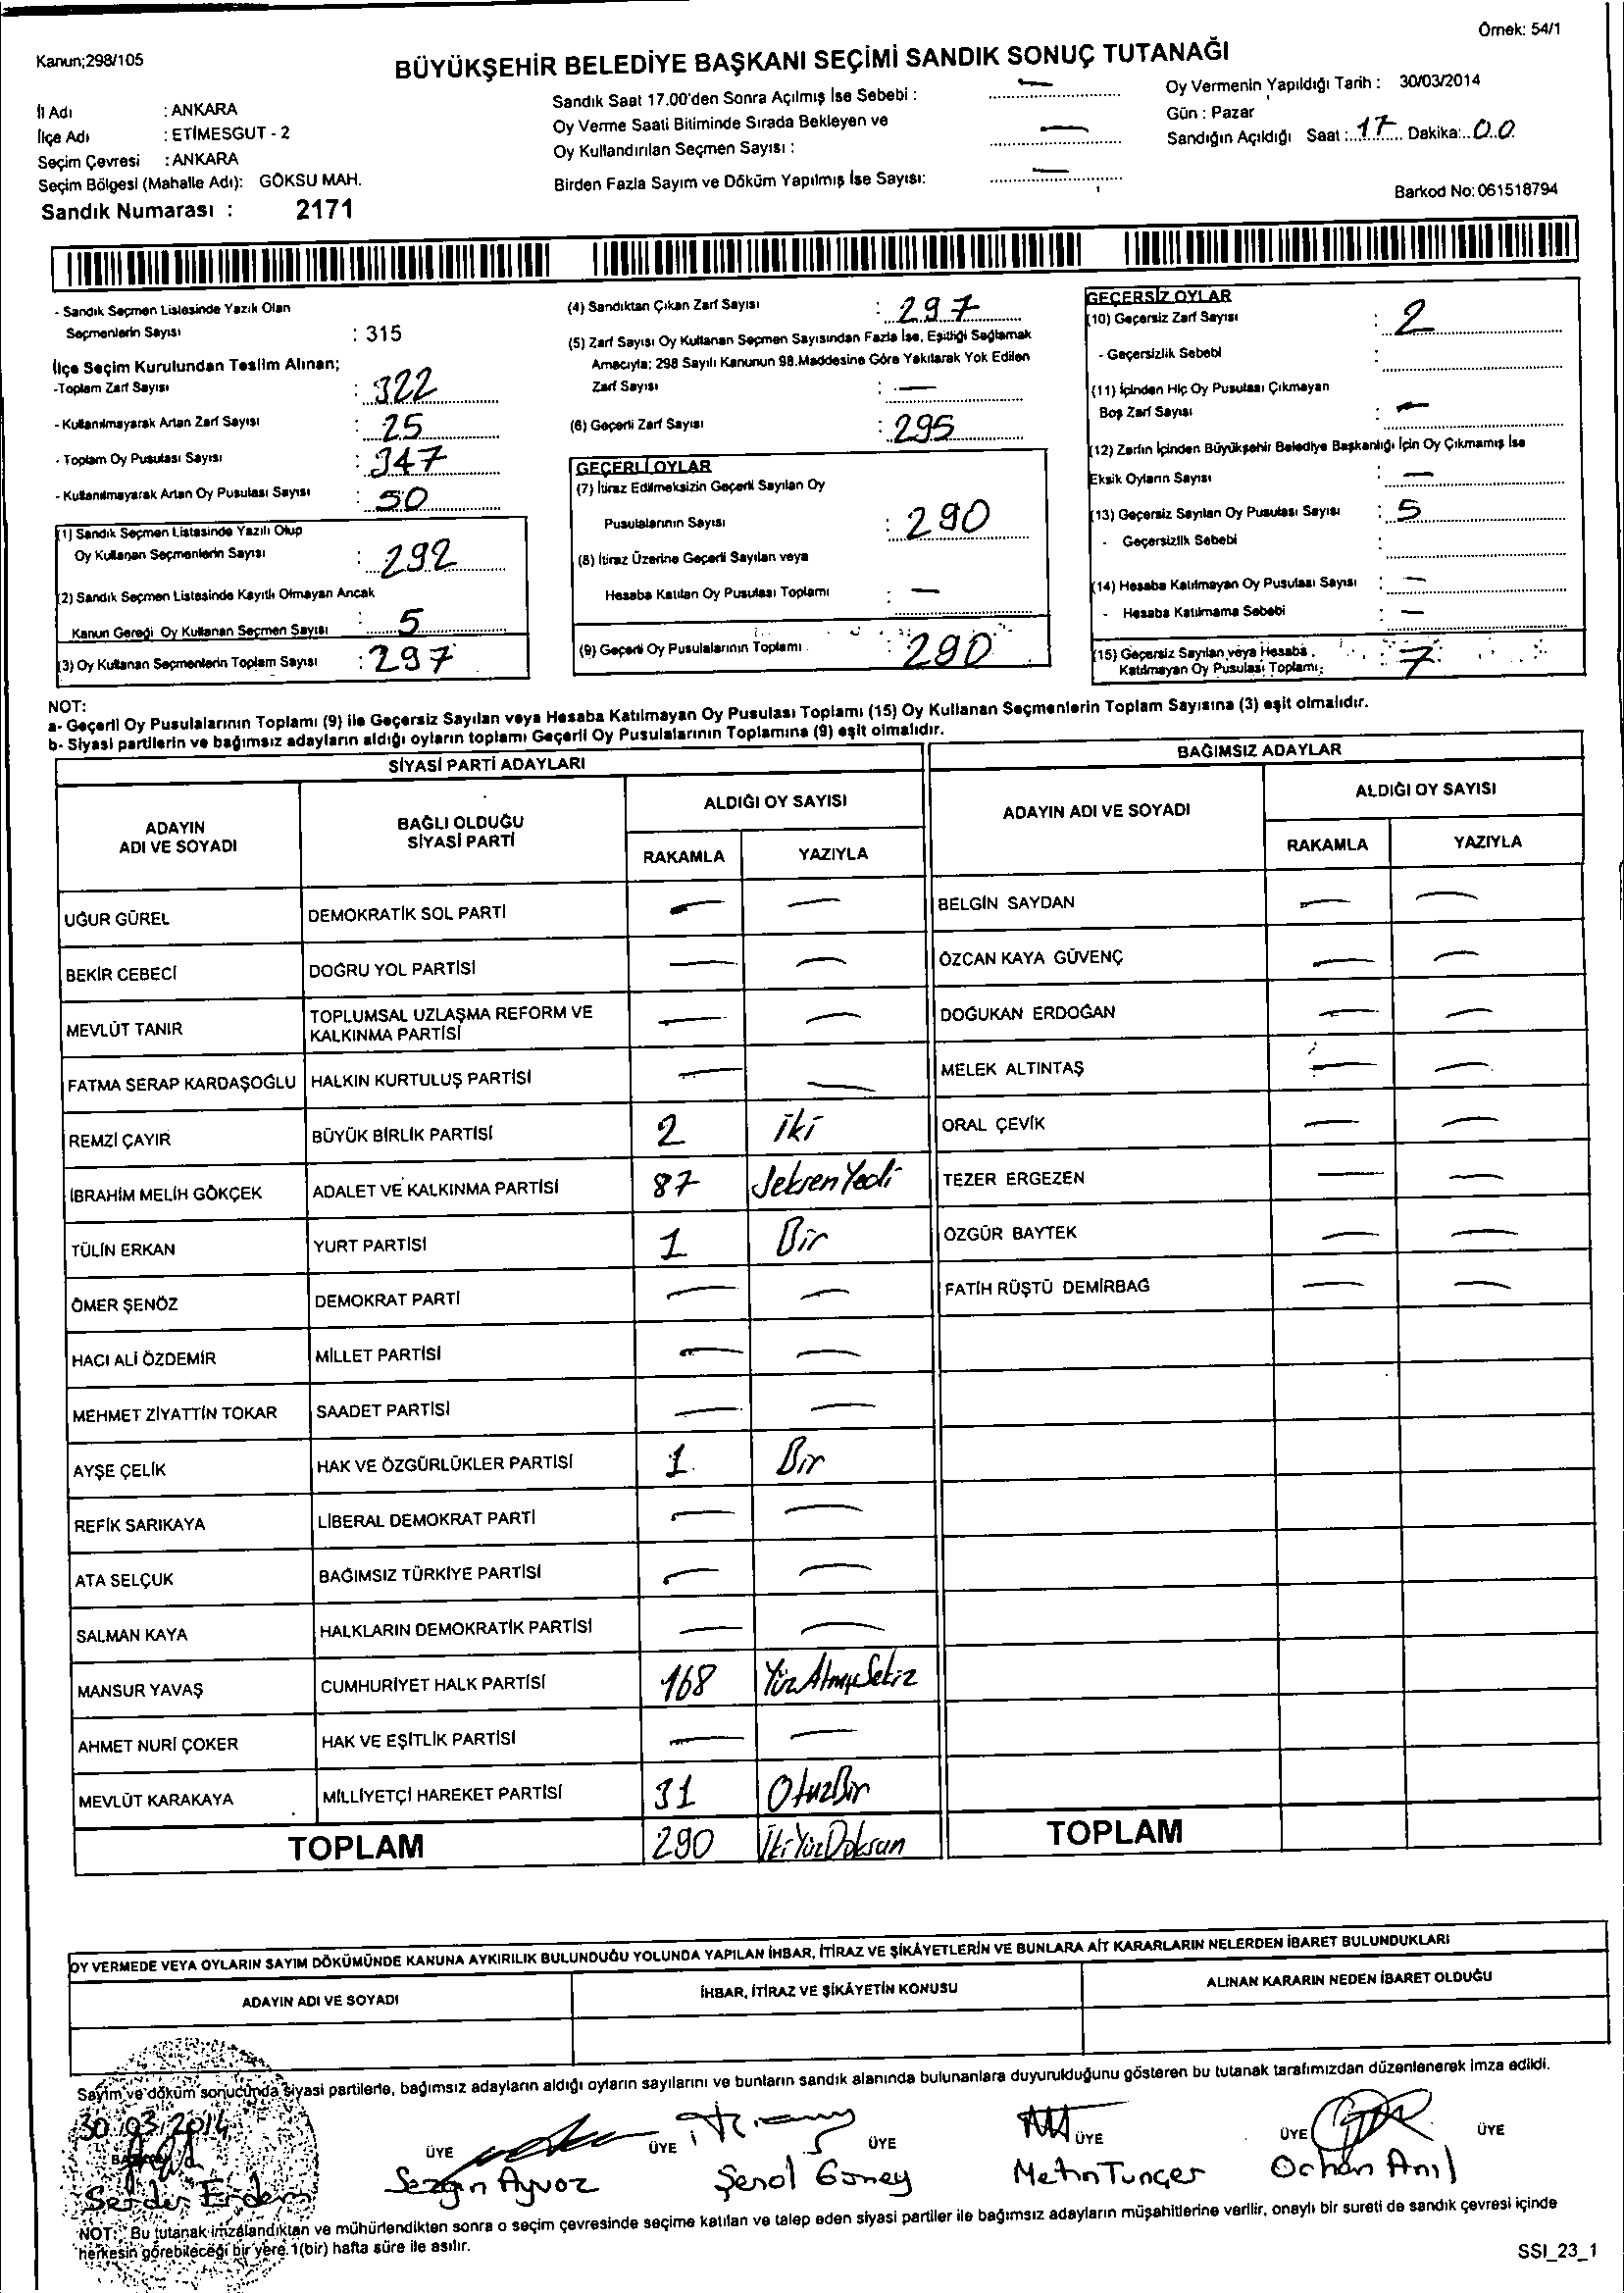 Örnek: 54/1
Kanun;298/105
BÜYÜKŞEHİR BELEDİYE BAŞKANI SEÇİMİ SANDIK SONUÇ TUTANAĞI
İl Adı : ANKARA
İlçe Adı : ETİMESGUT - 2
Seçim Çevresi : ANKARA
Seçim Bölgesi (Mahalle Adı): GÖKSU MAH.
Sandık Numarası : 2171
Sandık Saat 17.00'den Sonra Açılmış İse Sebebi : —
Oy Verme Saati Bitiminde Sırada Bekleyen ve
Oy Kullandırılan Seçmen Sayısı : —
Birden Fazla Sayım ve Döküm Yapılmış İse Sayısı: —
Oy Vermenin Yapıldığı Tarih : 30/03/2014
Gün : Pazar
Sandığın Açıldığı Saat : 17 Dakika: 00
Barkod No: 061518794
- Sandık Seçmen Listesinde Yazılı Olan
Seçmenlerin Sayısı : 315
İlçe Seçim Kurulundan Teslim Alınan;
-Toplam Zarf Sayısı : 322
- Kullanılmayarak Artan Zarf Sayısı : 25
- Toplam Oy Pusulası Sayısı : 347
- Kullanılmayarak Artan Oy Pusulası Sayısı : 50
(1) Sandık Seçmen Listesinde Yazılı Olup
Oy Kullanan Seçmenlerin Sayısı : 292
(2) Sandık Seçmen Listesinde Kayıtlı Olmayan Ancak
Kanun Gereği Oy Kullanan Seçmen Sayısı : 5
(3) Oy Kullanan Seçmenlerin Toplam Sayısı : 297
(4) Sandıktan Çıkan Zarf Sayısı : 297
(5) Zarf Sayısı Oy Kullanan Seçmen Sayısından Fazla İse, Eşitliği Sağlamak
Amacıyla; 298 Sayılı Kanunun 98.Maddesine Göre Yakılarak Yok Edilen
Zarf Sayısı : —
(6) Geçerli Zarf Sayısı : 295
GEÇERLİ OYLAR
(7) İtiraz Edilmeksizin Geçerli Sayılan Oy
Pusulalarının Sayısı : 290
(8) İtiraz Üzerine Geçerli Sayılan veya
Hesaba Katılan Oy Pusulası Toplamı : —
(9) Geçerli Oy Pusulalarının Toplamı : 290
GEÇERSİZ OYLAR
(10) Geçersiz Zarf Sayısı : 2
- Geçersizlik Sebebi :
(11) İçinden Hiç Oy Pusulası Çıkmayan
Boş Zarf Sayısı : —
(12) Zarfın İçinden Büyükşehir Belediye Başkanlığı İçin Oy Çıkmamış İse
Eksik Oyların Sayısı : —
(13) Geçersiz Sayılan Oy Pusulası Sayısı : 5
- Geçersizlik Sebebi :
(14) Hesaba Katılmayan Oy Pusulası Sayısı : —
- Hesaba Katılmama Sebebi : —
(15) Geçersiz Sayılan veya Hesaba
Katılmayan Oy Pusulası Toplamı: 7
NOT:
a- Geçerli Oy Pusulalarının Toplamı (9) ile Geçersiz Sayılan veya Hesaba Katılmayan Oy Pusulası Toplamı (15) Oy Kullanan Seçmenlerin Toplam Sayısına (3) eşit olmalıdır.
b- Siyasi partilerin ve bağımsız adayların aldığı oyların toplamı Geçerli Oy Pusulalarının Toplamına (9) eşit olmalıdır.
SİYASİ PARTİ ADAYLARI BAĞIMSIZ ADAYLAR
ADAYIN ADI VE SOYADI BAĞLI OLDUĞU SİYASİ PARTİ ALDIĞI OY SAYISI ADAYIN ADI VE SOYADI ALDIĞI OY SAYISI
RAKAMLA YAZIYLA RAKAMLA YAZIYLA
UĞUR GÜREL DEMOKRATİK SOL PARTİ — — BELGİN SAYDAN — —
BEKİR CEBECİ DOĞRU YOL PARTİSİ — — ÖZCAN KAYA GÜVENÇ — —
MEVLÜT TANIR TOPLUMSAL UZLAŞMA REFORM VE KALKINMA PARTİSİ — — DOĞUKAN ERDOĞAN — —
FATMA SERAP KARDAŞOĞLU HALKIN KURTULUŞ PARTİSİ — — MELEK ALTINTAŞ — —
REMZİ ÇAYIR BÜYÜK BİRLİK PARTİSİ 2 iki ORAL ÇEVİK — —
İBRAHİM MELİH GÖKÇEK ADALET VE KALKINMA PARTİSİ 87 SeksenYedi TEZER ERGEZEN — —
TÜLİN ERKAN YURT PARTİSİ 1 Bir ÖZGÜR BAYTEK — —
ÖMER ŞENÖZ DEMOKRAT PARTİ — — FATİH RÜŞTÜ DEMİRBAĞ — —
HACI ALİ ÖZDEMİR MİLLET PARTİSİ — —
MEHMET ZİYATTİN TOKAR SAADET PARTİSİ — —
AYŞE ÇELİK HAK VE ÖZGÜRLÜKLER PARTİSİ 1 Bir
REFİK SARIKAYA LİBERAL DEMOKRAT PARTİ — —
ATA SELÇUK BAĞIMSIZ TÜRKİYE PARTİSİ — —
SALMAN KAYA HALKLARIN DEMOKRATİK PARTİSİ — —
MANSUR YAVAŞ CUMHURİYET HALK PARTİSİ 168 YüzAtmışSekiz
AHMET NURİ ÇOKER HAK VE EŞİTLİK PARTİSİ — —
MEVLÜT KARAKAYA MİLLİYETÇİ HAREKET PARTİSİ 31 OtuzBir
TOPLAM 290 İkiYüzDoksan TOPLAM
OY VERMEDE VEYA OYLARIN SAYIM DÖKÜMÜNDE KANUNA AYKIRILIK BULUNDUĞU YOLUNDA YAPILAN İHBAR, İTİRAZ VE ŞİKÂYETLERİN VE BUNLARA AİT KARARLARIN NELERDEN İBARET BULUNDUKLARI
ADAYIN ADI VE SOYADI İHBAR, İTİRAZ VE ŞİKÂYETİN KONUSU ALINAN KARARIN NEDEN İBARET OLDUĞU
Sayım ve döküm sonucunda siyasi partilerle, bağımsız adayların aldığı oyların sayılarını ve bunların sandık alanında bulunanlara duyurulduğunu gösteren bu tutanak tarafımızdan düzenlenerek imza edildi.
30/03/2014
ÜYE ÜYE ÜYE ÜYE ÜYE ÜYE
Serdar Erdem Sezgin Ayvoz Şenol Güney Metin Tunçer Orhan Anıl
NOT: Bu tutanak imzalandıktan ve mühürlendikten sonra o seçim çevresinde seçime katılan ve talep eden siyasi partiler ile bağımsız adayların müşahitlerine verilir, onaylı bir sureti de sandık çevresi içinde
herkesin görebileceği bir yere 1(bir) hafta süre ile asılır.
SSI_23_1